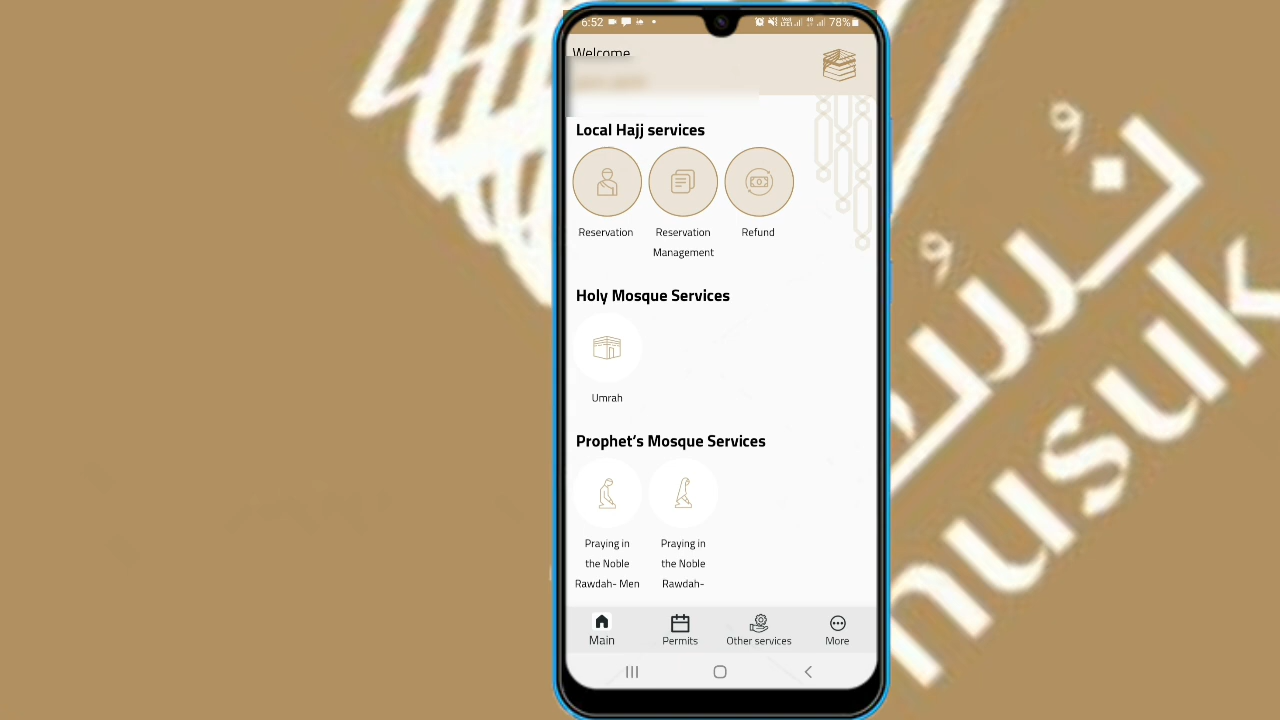 6:52
78%
Welcome
Local Hajj services
Reservation
Reservation
Management
Refund
Holy Mosque Services
Umrah
Prophet's Mosque Services
Praying in
the Noble
Rawdah- Men
Praying in
the Noble
Rawdah-
Main
Permits
Other services
More
نُسُك
nusuk